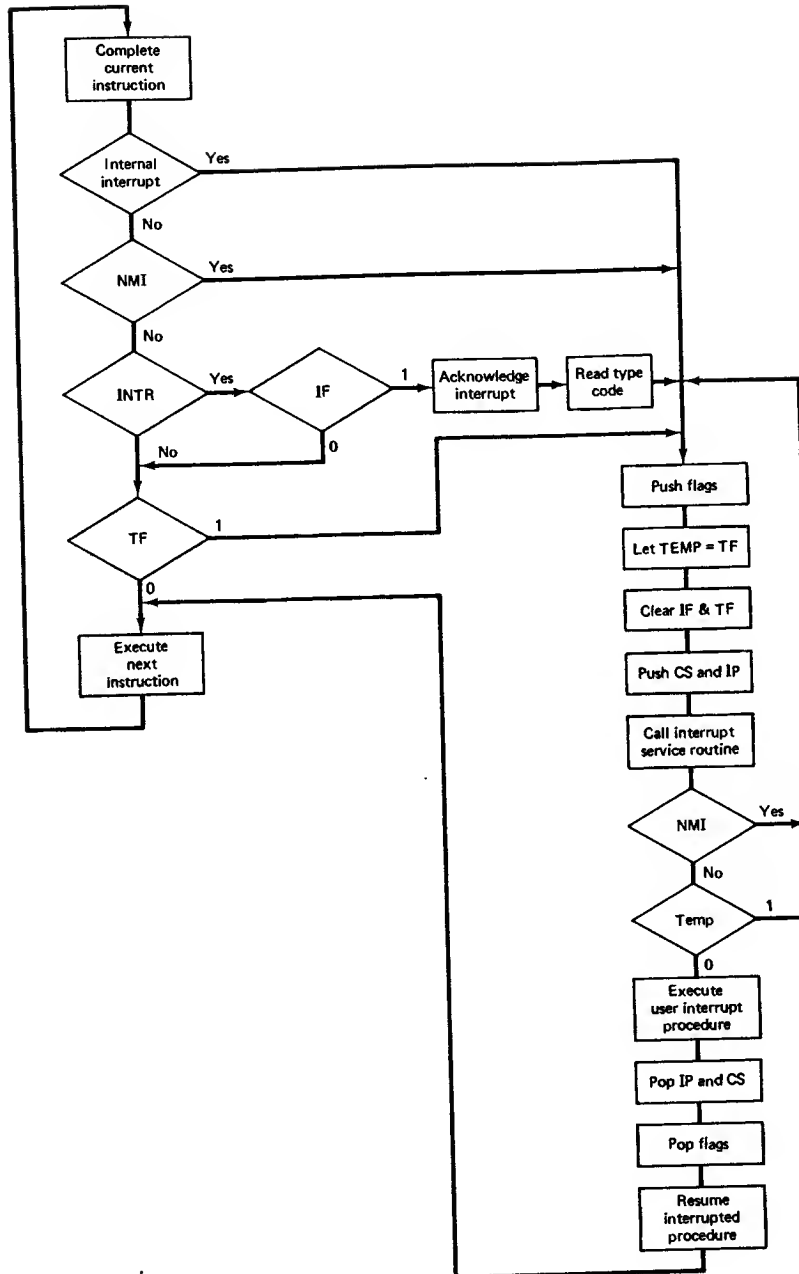 Complete
current
instruction
Internal
interrupt
Yes
No
NMI
Yes
No
INTR
Yes
IF
1
Acknowledge
interrupt
Read type
code
0
No
TF
1
0
Execute
next
instruction
Push flags
Let TEMP = TF
Clear IF & TF
Push CS and IP
Call interrupt
service routine
NMI
Yes
No
Temp
1
0
Execute
user interrupt
procedure
Pop IP and CS
Pop flags
Resume
interrupted
procedure